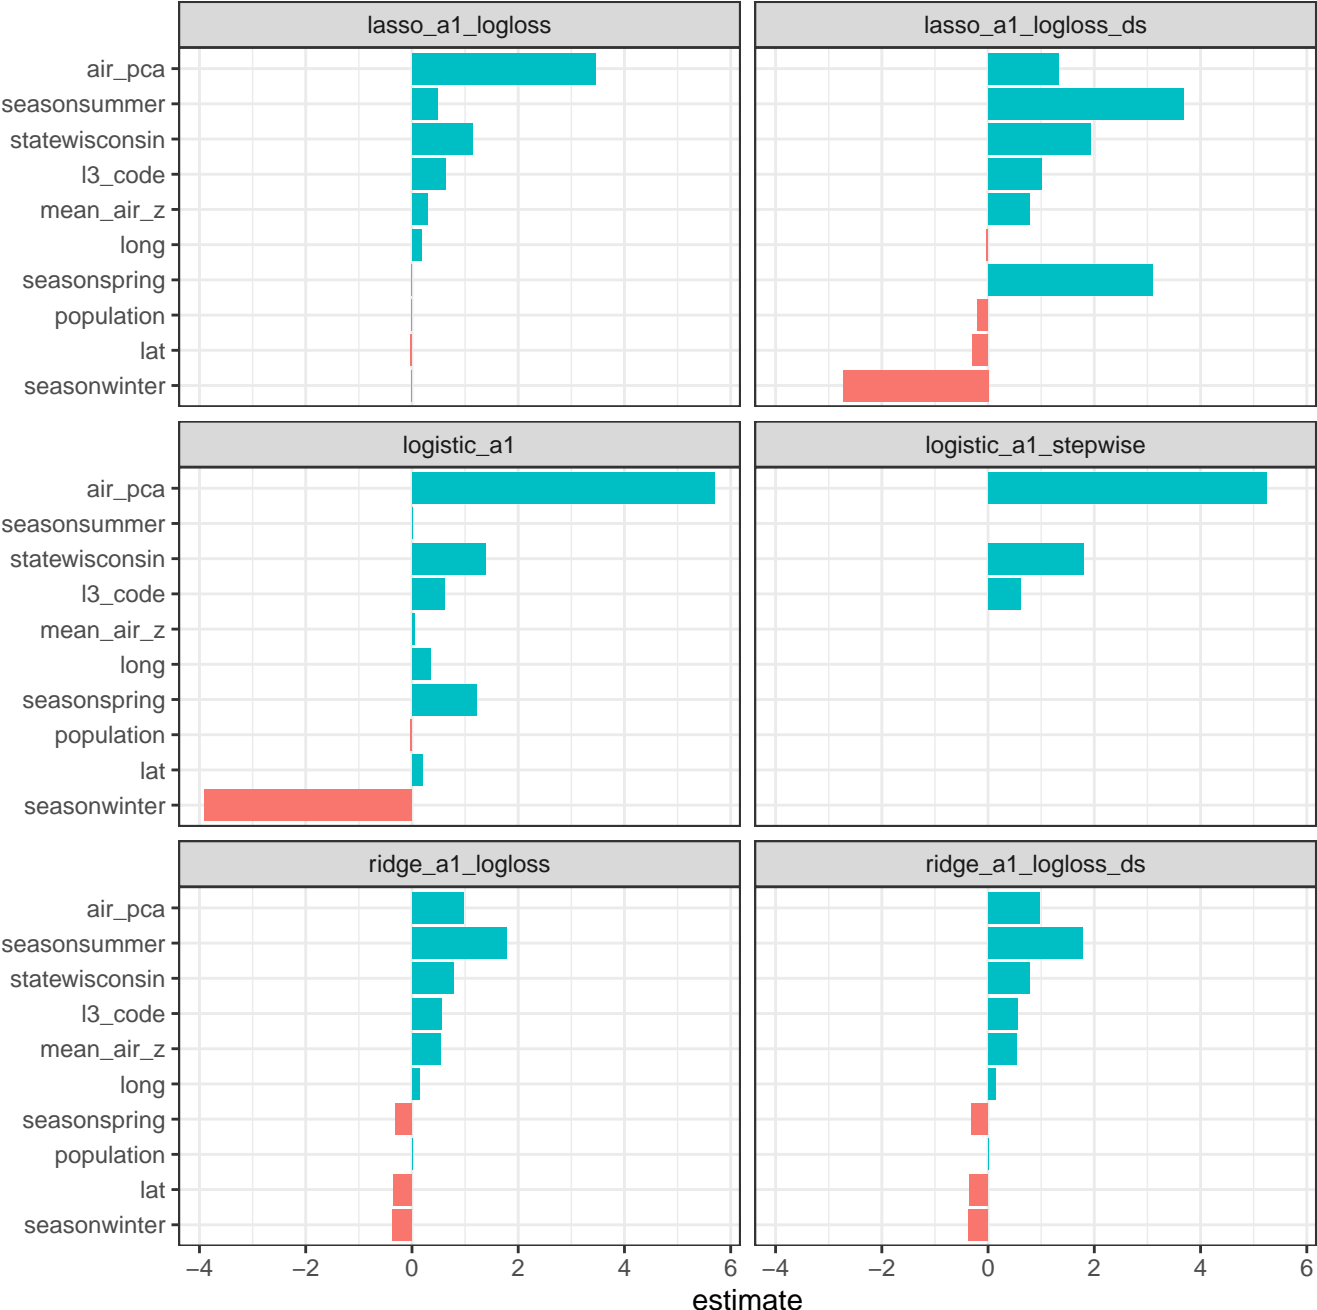 lasso_a1_logloss
lasso_a1_logloss_ds
air_pca
seasonsummer
statewisconsin
l3_code
mean_air_z
long
seasonspring
population
lat
seasonwinter
logistic_a1
logistic_a1_stepwise
air_pca
seasonsummer
statewisconsin
l3_code
mean_air_z
long
seasonspring
population
lat
seasonwinter
ridge_a1_logloss
ridge_a1_logloss_ds
air_pca
seasonsummer
statewisconsin
l3_code
mean_air_z
long
seasonspring
population
lat
seasonwinter
−4 −2 0 2 4 6
−4 −2 0 2 4 6
estimate